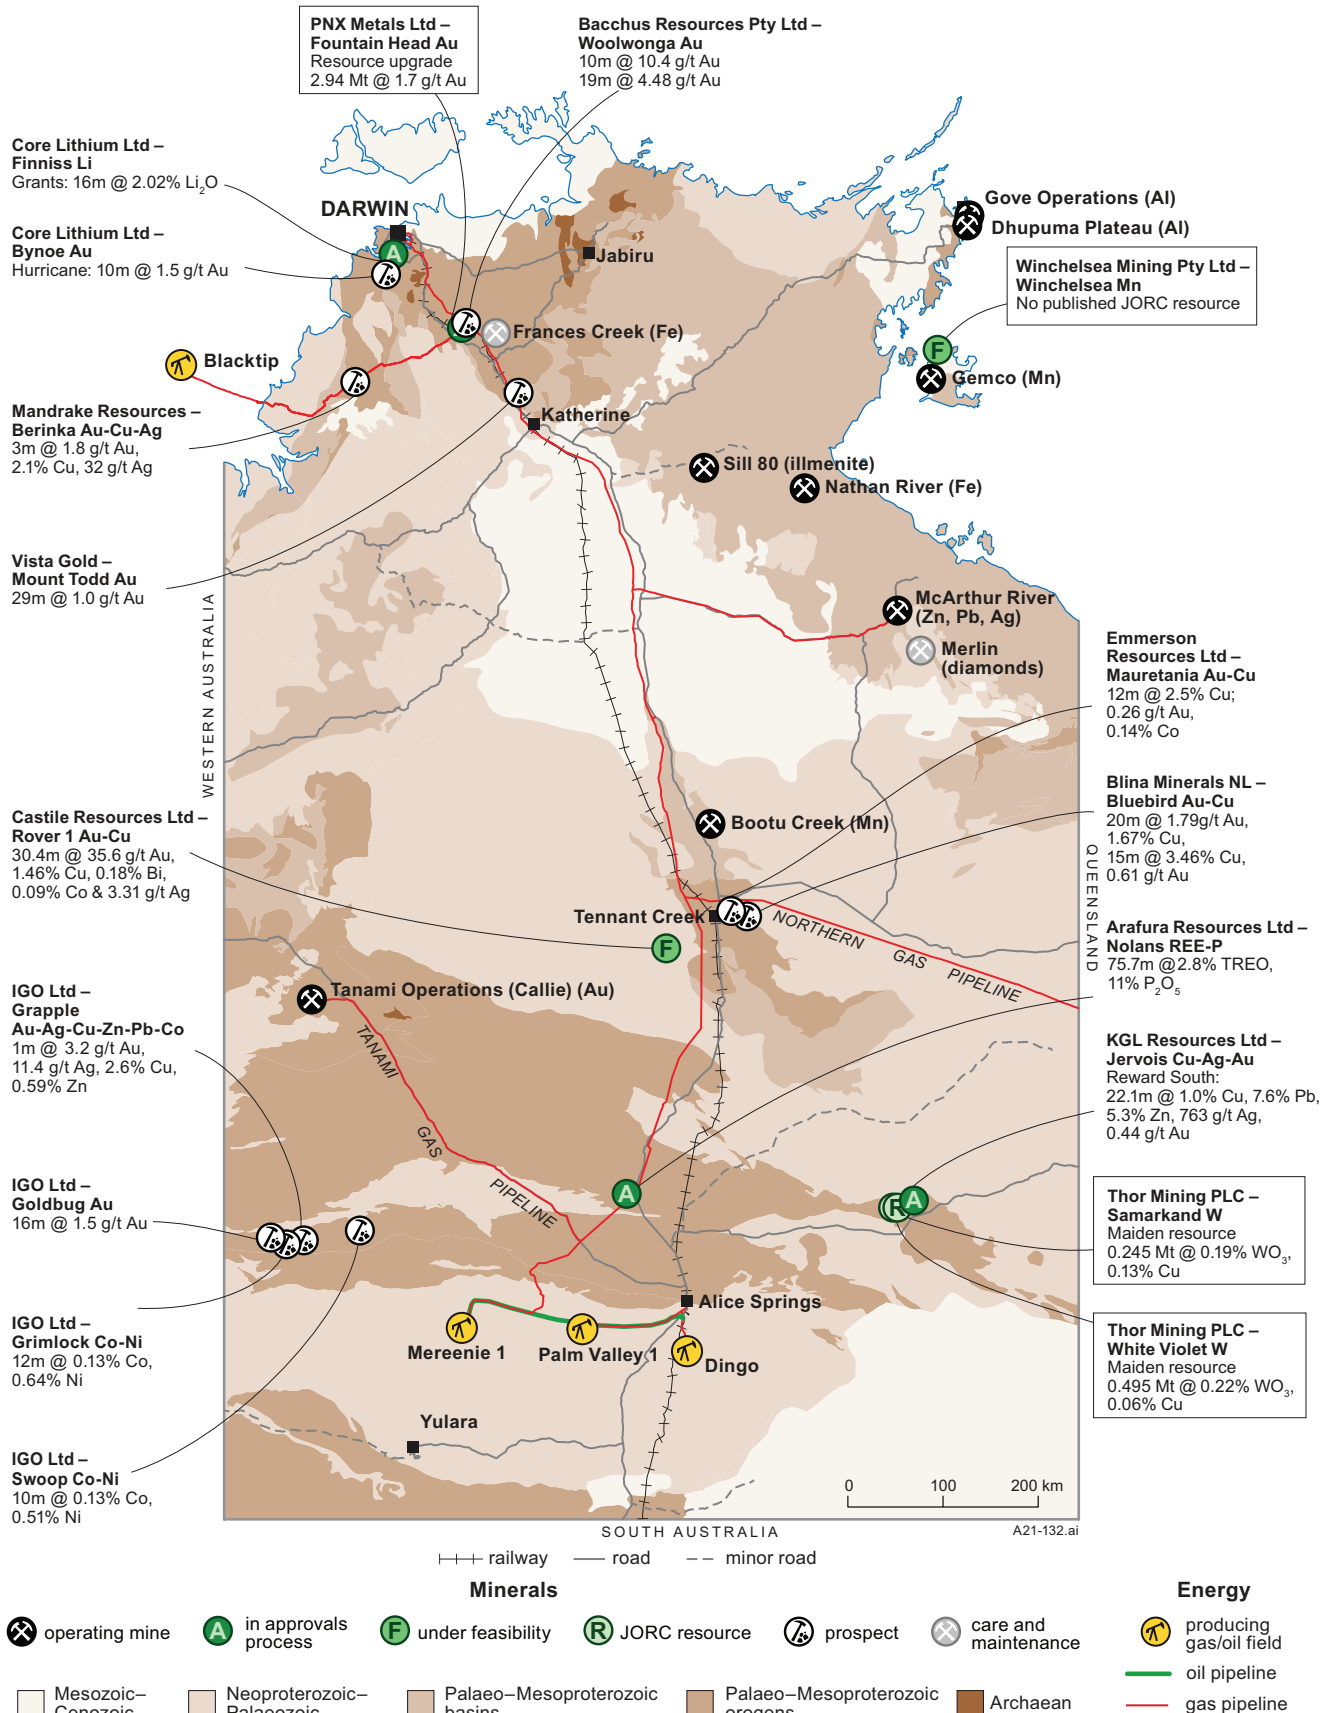 PNX Metals Ltd –
Fountain Head Au
Resource upgrade
2.94 Mt @ 1.7 g/t Au
Bacchus Resources Pty Ltd –
Woolwonga Au
10m @ 10.4 g/t Au
19m @ 4.48 g/t Au
Core Lithium Ltd –
Finniss Li
Grants: 16m @ 2.02% Li₂O
DARWIN
A
Core Lithium Ltd –
Bynoe Au
Hurricane: 10m @ 1.5 g/t Au
Jabiru
Gove Operations (Al)
Dhupuma Plateau (Al)
Winchelsea Mining Pty Ltd –
Winchelsea Mn
No published JORC resource
Frances Creek (Fe)
F
Gemco (Mn)
Blacktip
Mandrake Resources –
Berinka Au-Cu-Ag
3m @ 1.8 g/t Au,
2.1% Cu, 32 g/t Ag
Katherine
Sill 80 (illmenite)
Nathan River (Fe)
Vista Gold –
Mount Todd Au
29m @ 1.0 g/t Au
WESTERN AUSTRALIA
McArthur River
(Zn, Pb, Ag)
Merlin
(diamonds)
Emmerson
Resources Ltd –
Mauretania Au-Cu
12m @ 2.5% Cu;
0.26 g/t Au,
0.14% Co
Blina Minerals NL –
Bluebird Au-Cu
20m @ 1.79g/t Au,
1.67% Cu,
15m @ 3.46% Cu,
0.61 g/t Au
Castile Resources Ltd –
Rover 1 Au-Cu
30.4m @ 35.6 g/t Au,
1.46% Cu, 0.18% Bi,
0.09% Co & 3.31 g/t Ag
Bootu Creek (Mn)
QUEENSLAND
Tennant Creek
F
NORTHERN GAS PIPELINE
Arafura Resources Ltd –
Nolans REE-P
75.7m @2.8% TREO,
11% P₂O₅
IGO Ltd –
Grapple
Au-Ag-Cu-Zn-Pb-Co
1m @ 3.2 g/t Au,
11.4 g/t Ag, 2.6% Cu,
0.59% Zn
Tanami Operations (Callie) (Au)
TANAMI GAS PIPELINE
KGL Resources Ltd –
Jervois Cu-Ag-Au
Reward South:
22.1m @ 1.0% Cu, 7.6% Pb,
5.3% Zn, 763 g/t Ag,
0.44 g/t Au
A
R
A
IGO Ltd –
Goldbug Au
16m @ 1.5 g/t Au
Thor Mining PLC –
Samarkand W
Maiden resource
0.245 Mt @ 0.19% WO₃,
0.13% Cu
IGO Ltd –
Grimlock Co-Ni
12m @ 0.13% Co,
0.64% Ni
Alice Springs
Mereenie 1
Palm Valley 1
Dingo
Thor Mining PLC –
White Violet W
Maiden resource
0.495 Mt @ 0.22% WO₃,
0.06% Cu
Yulara
IGO Ltd –
Swoop Co-Ni
10m @ 0.13% Co,
0.51% Ni
0 100 200 km
SOUTH AUSTRALIA
A21-132.ai
railway road minor road
Minerals
Energy
operating mine
A in approvals
process
F under feasibility
R JORC resource
prospect
care and
maintenance
producing
gas/oil field
oil pipeline
gas pipeline
Mesozoic–
Cenozoic
Neoproterozoic–
Palaeozoic
Palaeo–Mesoproterozoic
basins
Palaeo–Mesoproterozoic
orogens
Archaean